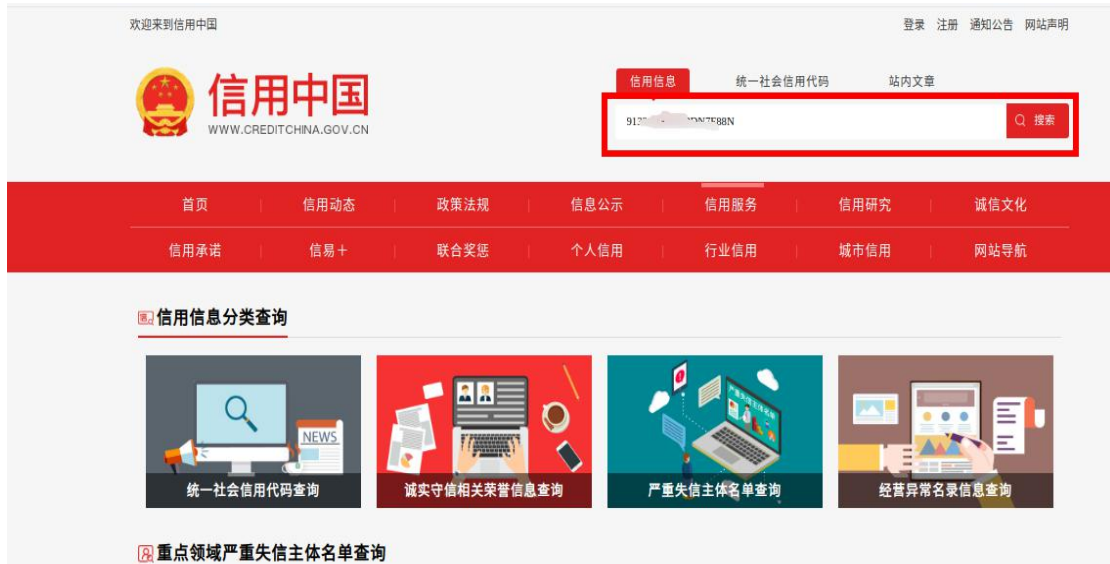 欢迎来到信用中国
登录 注册 通知公告 网站声明
信用中国
WWW.CREDITCHINA.GOV.CN
信用信息 统一社会信用代码 站内文章
搜索
首页 信用动态 政策法规 信息公示 信用服务 信用研究 诚信文化
信用承诺 信易＋ 联合奖惩 个人信用 行业信用 城市信用 网站导航
信用信息分类查询
NEWS
严重失信主体名单
统一社会信用代码查询 诚实守信相关荣誉信息查询 严重失信主体名单查询 经营异常名录信息查询
重点领域严重失信主体名单查询